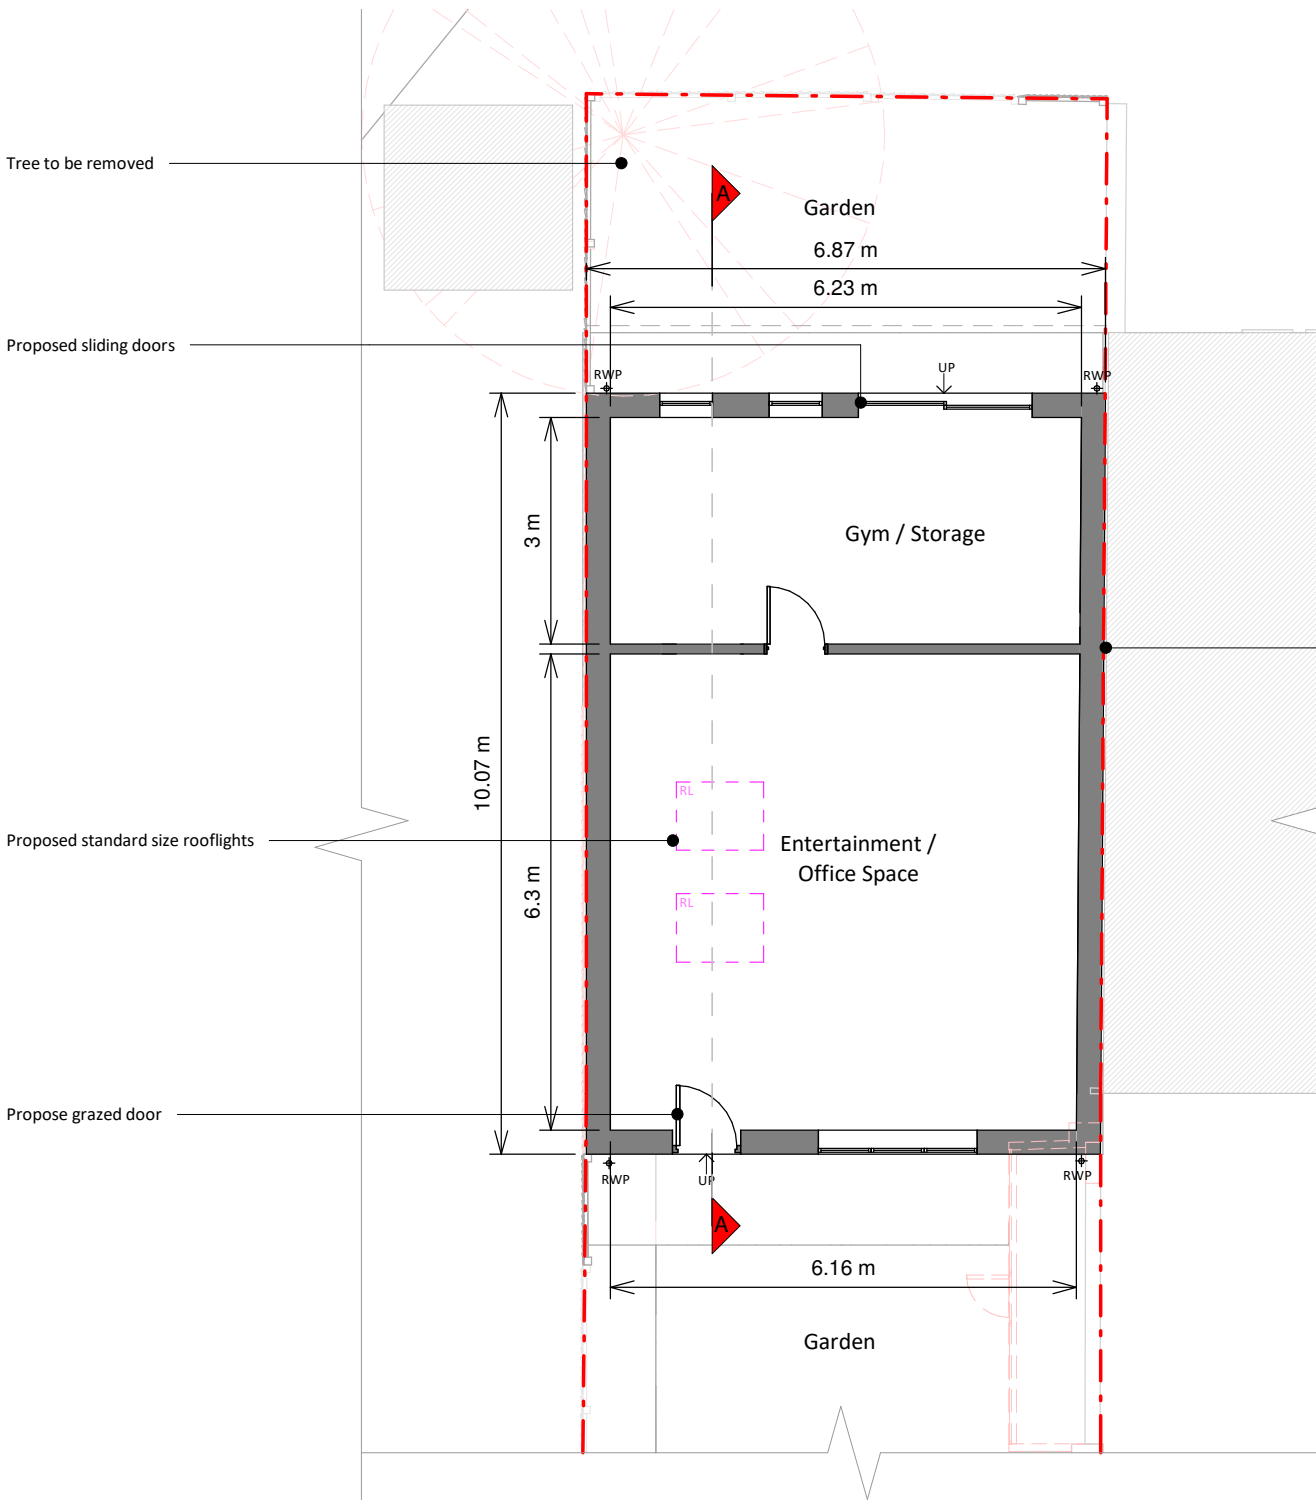 Tree to be removed
A
Garden
6.87 m
6.23 m
Proposed sliding doors
RWP
UP
RWP
3 m
Gym / Storage
10.07 m
RL
Proposed standard size rooflights
Entertainment /
Office Space
6.3 m
RL
Propose grazed door
RWP
UP
RWP
A
6.16 m
Garden